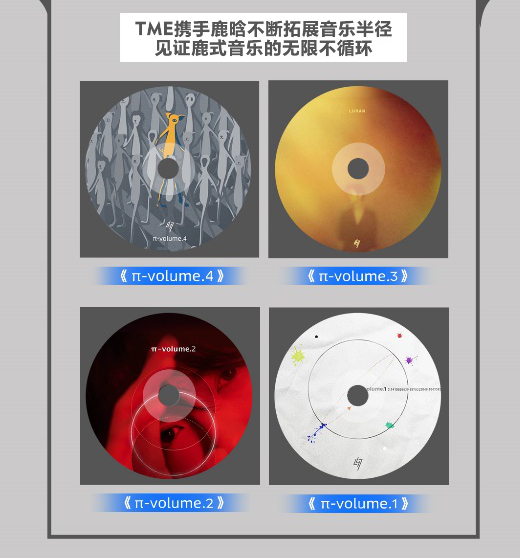 TME携手鹿晗不断拓展音乐半径
见证鹿式音乐的无限不循环
π-volume.4
LUHAN
《 π-volume.4 》
《 π-volume.3 》
π-volume.2
π-volume.1
《 π-volume.2 》
《 π-volume.1 》